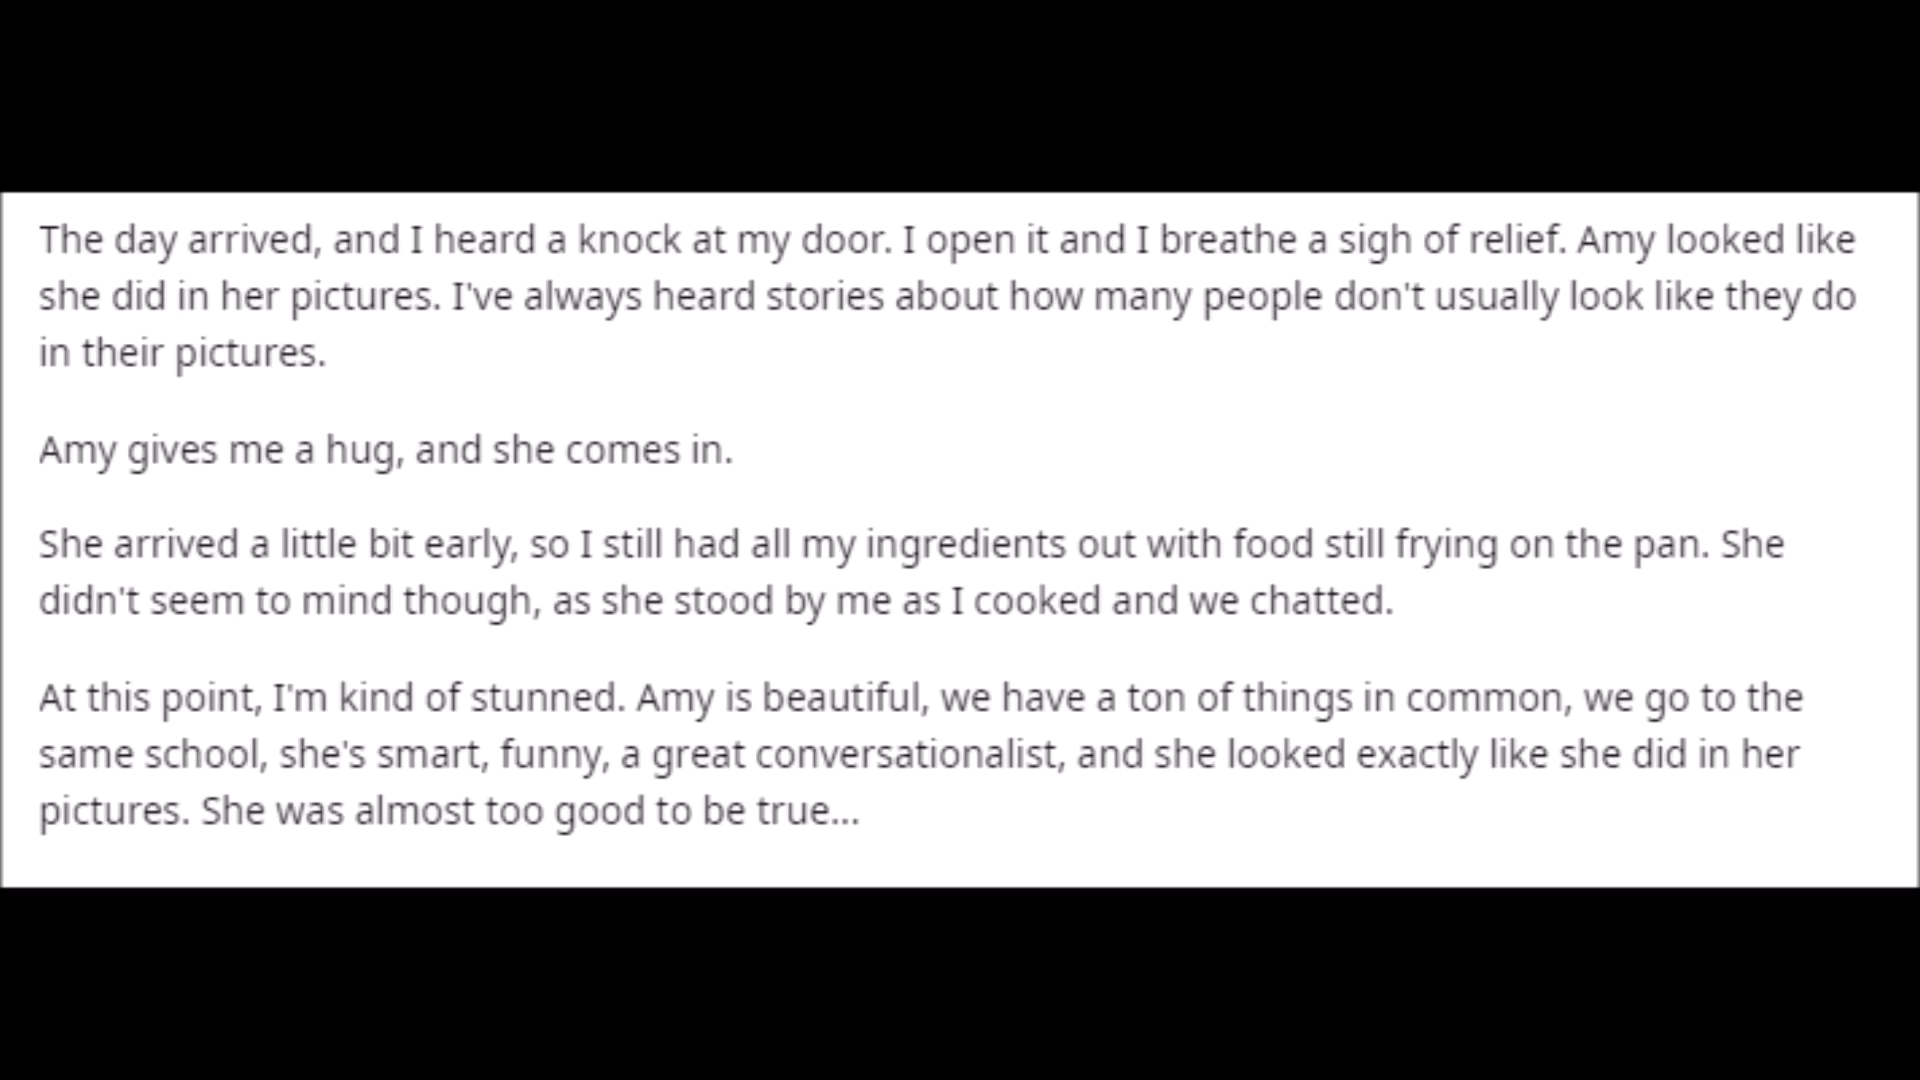 The day arrived, and I heard a knock at my door. I open it and I breathe a sigh of relief. Amy looked like
she did in her pictures. I've always heard stories about how many people don't usually look like they do
in their pictures.
Amy gives me a hug, and she comes in.
She arrived a little bit early, so I still had all my ingredients out with food still frying on the pan. She
didn't seem to mind though, as she stood by me as I cooked and we chatted.
At this point, I'm kind of stunned. Amy is beautiful, we have a ton of things in common, we go to the
same school, she's smart, funny, a great conversationalist, and she looked exactly like she did in her
pictures. She was almost too good to be true...